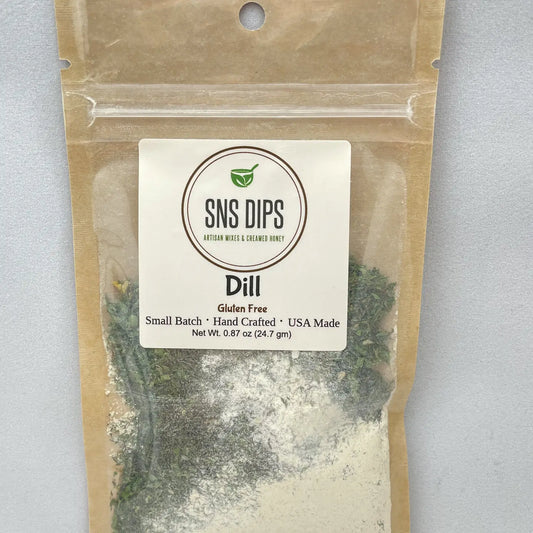 SNS DIPS
ARTISAN MIXES & CREAMED HONEY
Dill
Gluten Free
Small Batch · Hand Crafted · USA Made
Net Wt. 0.87 oz (24.7 gm)